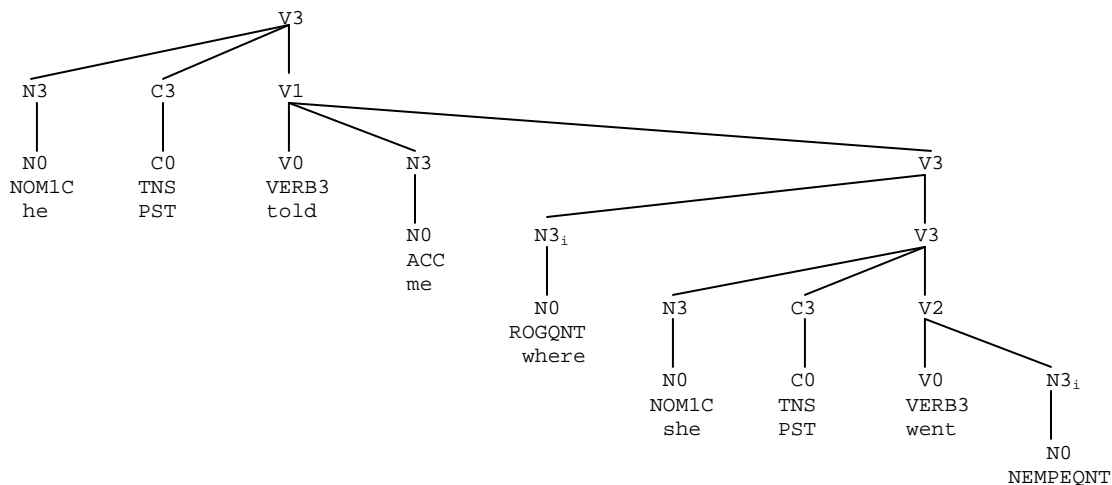 V3
N3 C3 V1
N0 C0 V0 N3 V3
NOM1C TNS VERB3
he PST told
N0 N3i V3
ACC
me
N0 N3 C3 V2
ROGQNT
where
N0 C0 V0 N3i
NOM1C TNS VERB3
she PST went
N0
NEMPEQNT